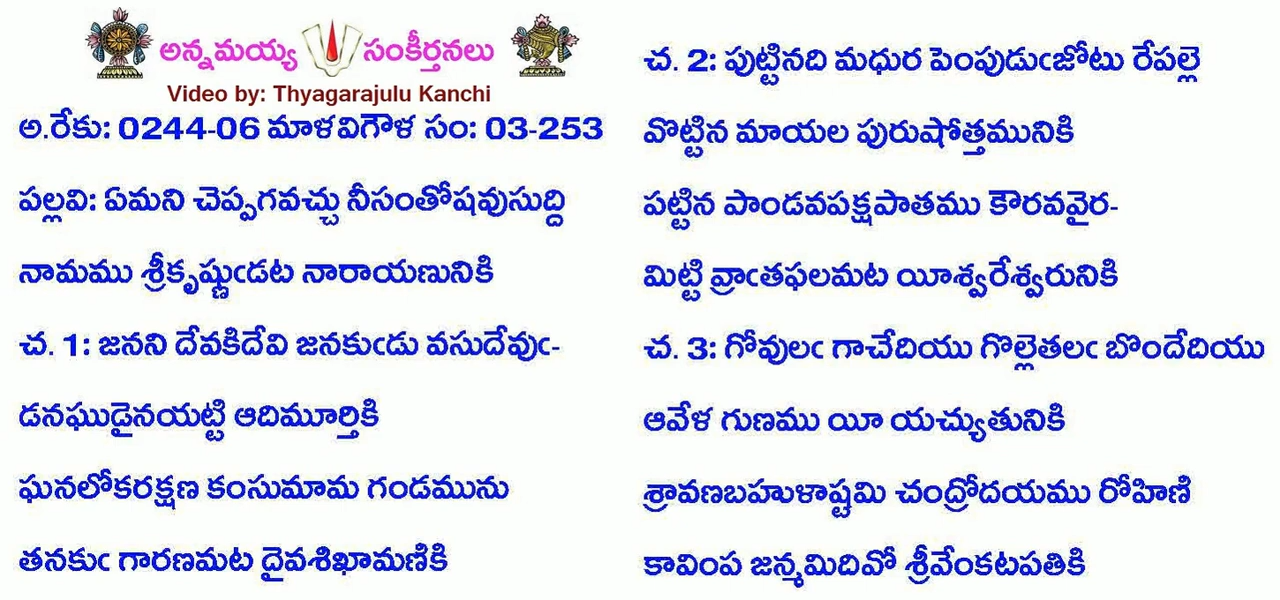 అన్నమయ్య సంకీర్తనలు
Video by: Thyagarajulu Kanchi
అ.రేకు: 0244-06 మాళవిగౌళ సం: 03-253
పల్లవి: ఏమని చెప్పగవచ్చు నీసంతోషవుసుద్ది
నామము శ్రీకృష్ణుఁడట నారాయణునికి
చ. 1: జనని దేవకిదేవి జనకుఁడు వసుదేవుఁ-
డనఘుడైనయట్టి ఆదిమూర్తికి
ఘనలోకరక్షణ కంసుమామ గండమును
తనకుఁ గారణమట దైవశిఖామణికి
చ. 2: పుట్టినది మధుర పెంపుడుఁజోటు రేపల్లె
వొట్టిన మాయల పురుషోత్తమునికి
పట్టిన పాండవపక్షపాతము కౌరవవైర-
మిట్టి వ్రాఁతఫలమట యీశ్వరేశ్వరునికి
చ. 3: గోవులఁ గాచేదియు గొల్లెతలఁ బొందేదియు
ఆవేళ గుణము యీ యచ్యుతునికి
శ్రావణబహుళాష్టమి చంద్రోదయము రోహిణి
కావింప జన్మమిదివో శ్రీవేంకటపతికి